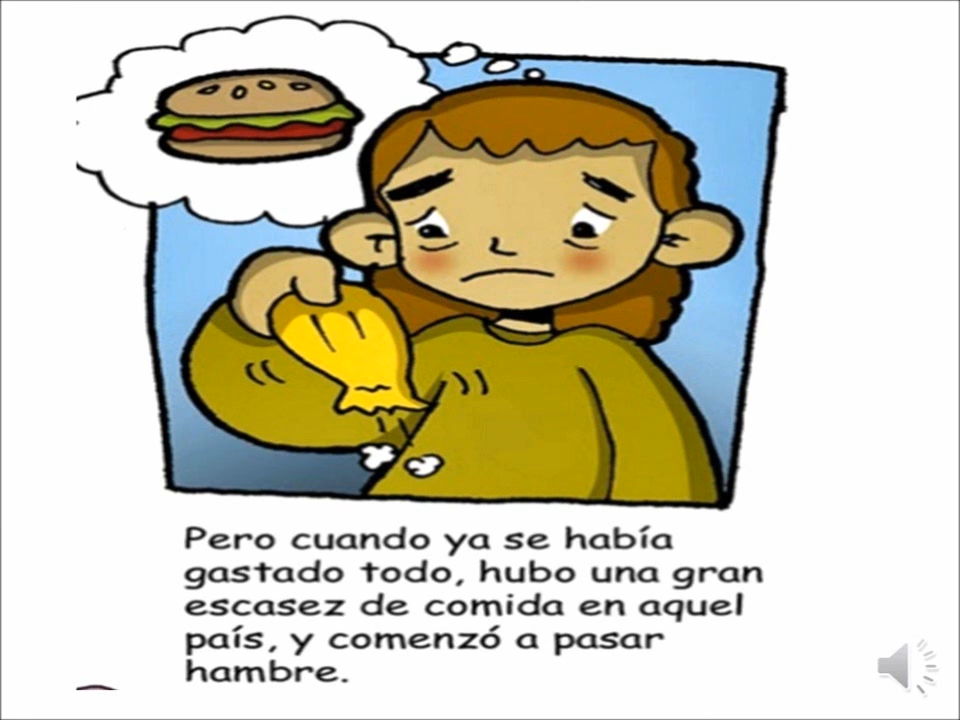 Pero cuando ya se había
gastado todo, hubo una gran
escasez de comida en aquel
país, y comenzó a pasar
hambre.